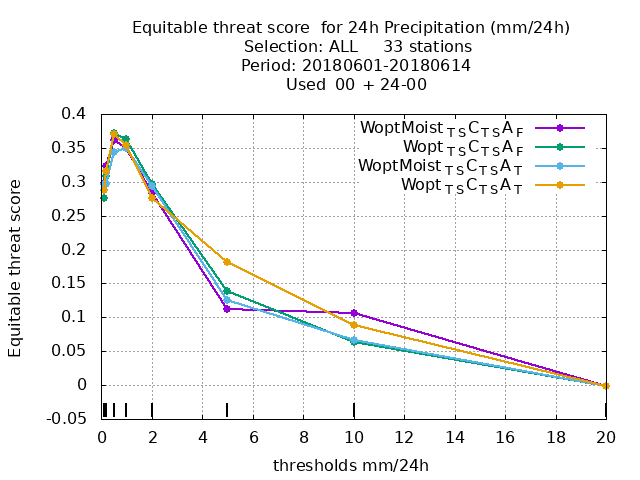 Equitable threat score  for 24h Precipitation (mm/24h)
Selection: ALL     33 stations
Period: 20180601-20180614
Used  00 + 24-00
0.4
0.35
0.3
0.25
0.2
0.15
0.1
0.05
0
-0.05
Equitable threat score
WoptMoist TS C TS A F
Wopt TS C TS A F
WoptMoist TS C TS A T
Wopt TS C TS A T
0 2 4 6 8 10 12 14 16 18 20
thresholds mm/24h